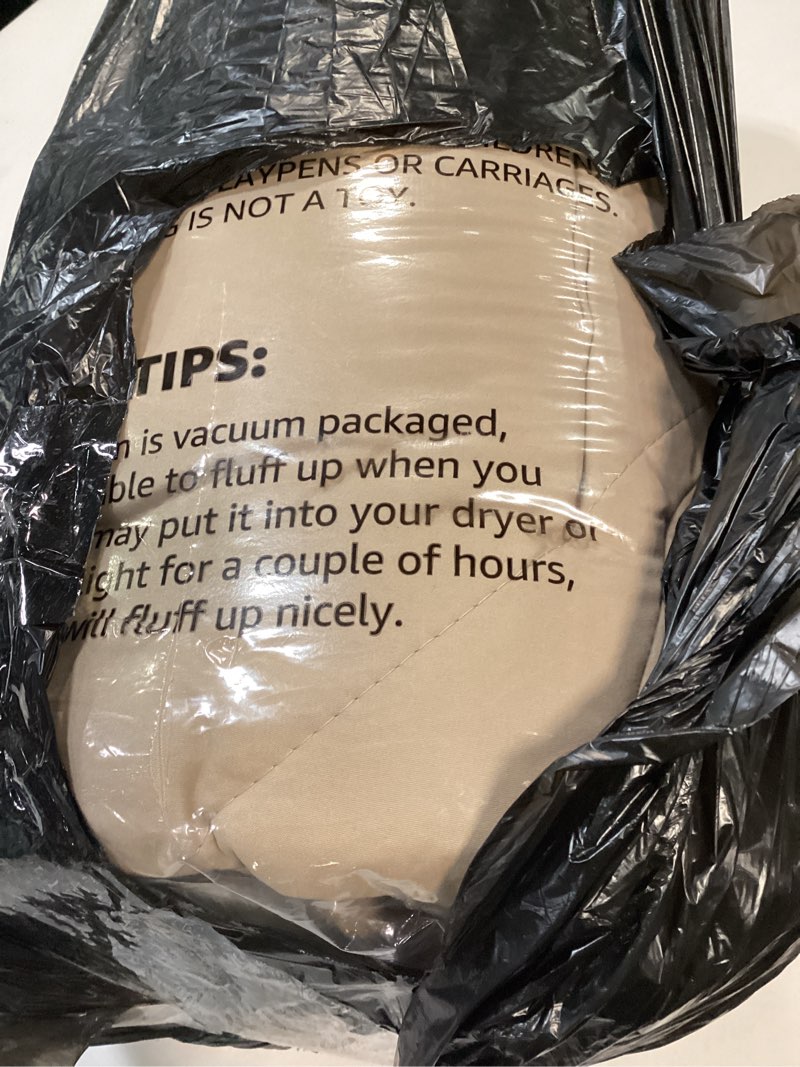 PLAYPENS OR CARRIAGES.
IS NOT A TOY.
TIPS:
is vacuum packaged,
to fluff up when you
may put it into your dryer or
for a couple of hours,
will fluff up nicely.